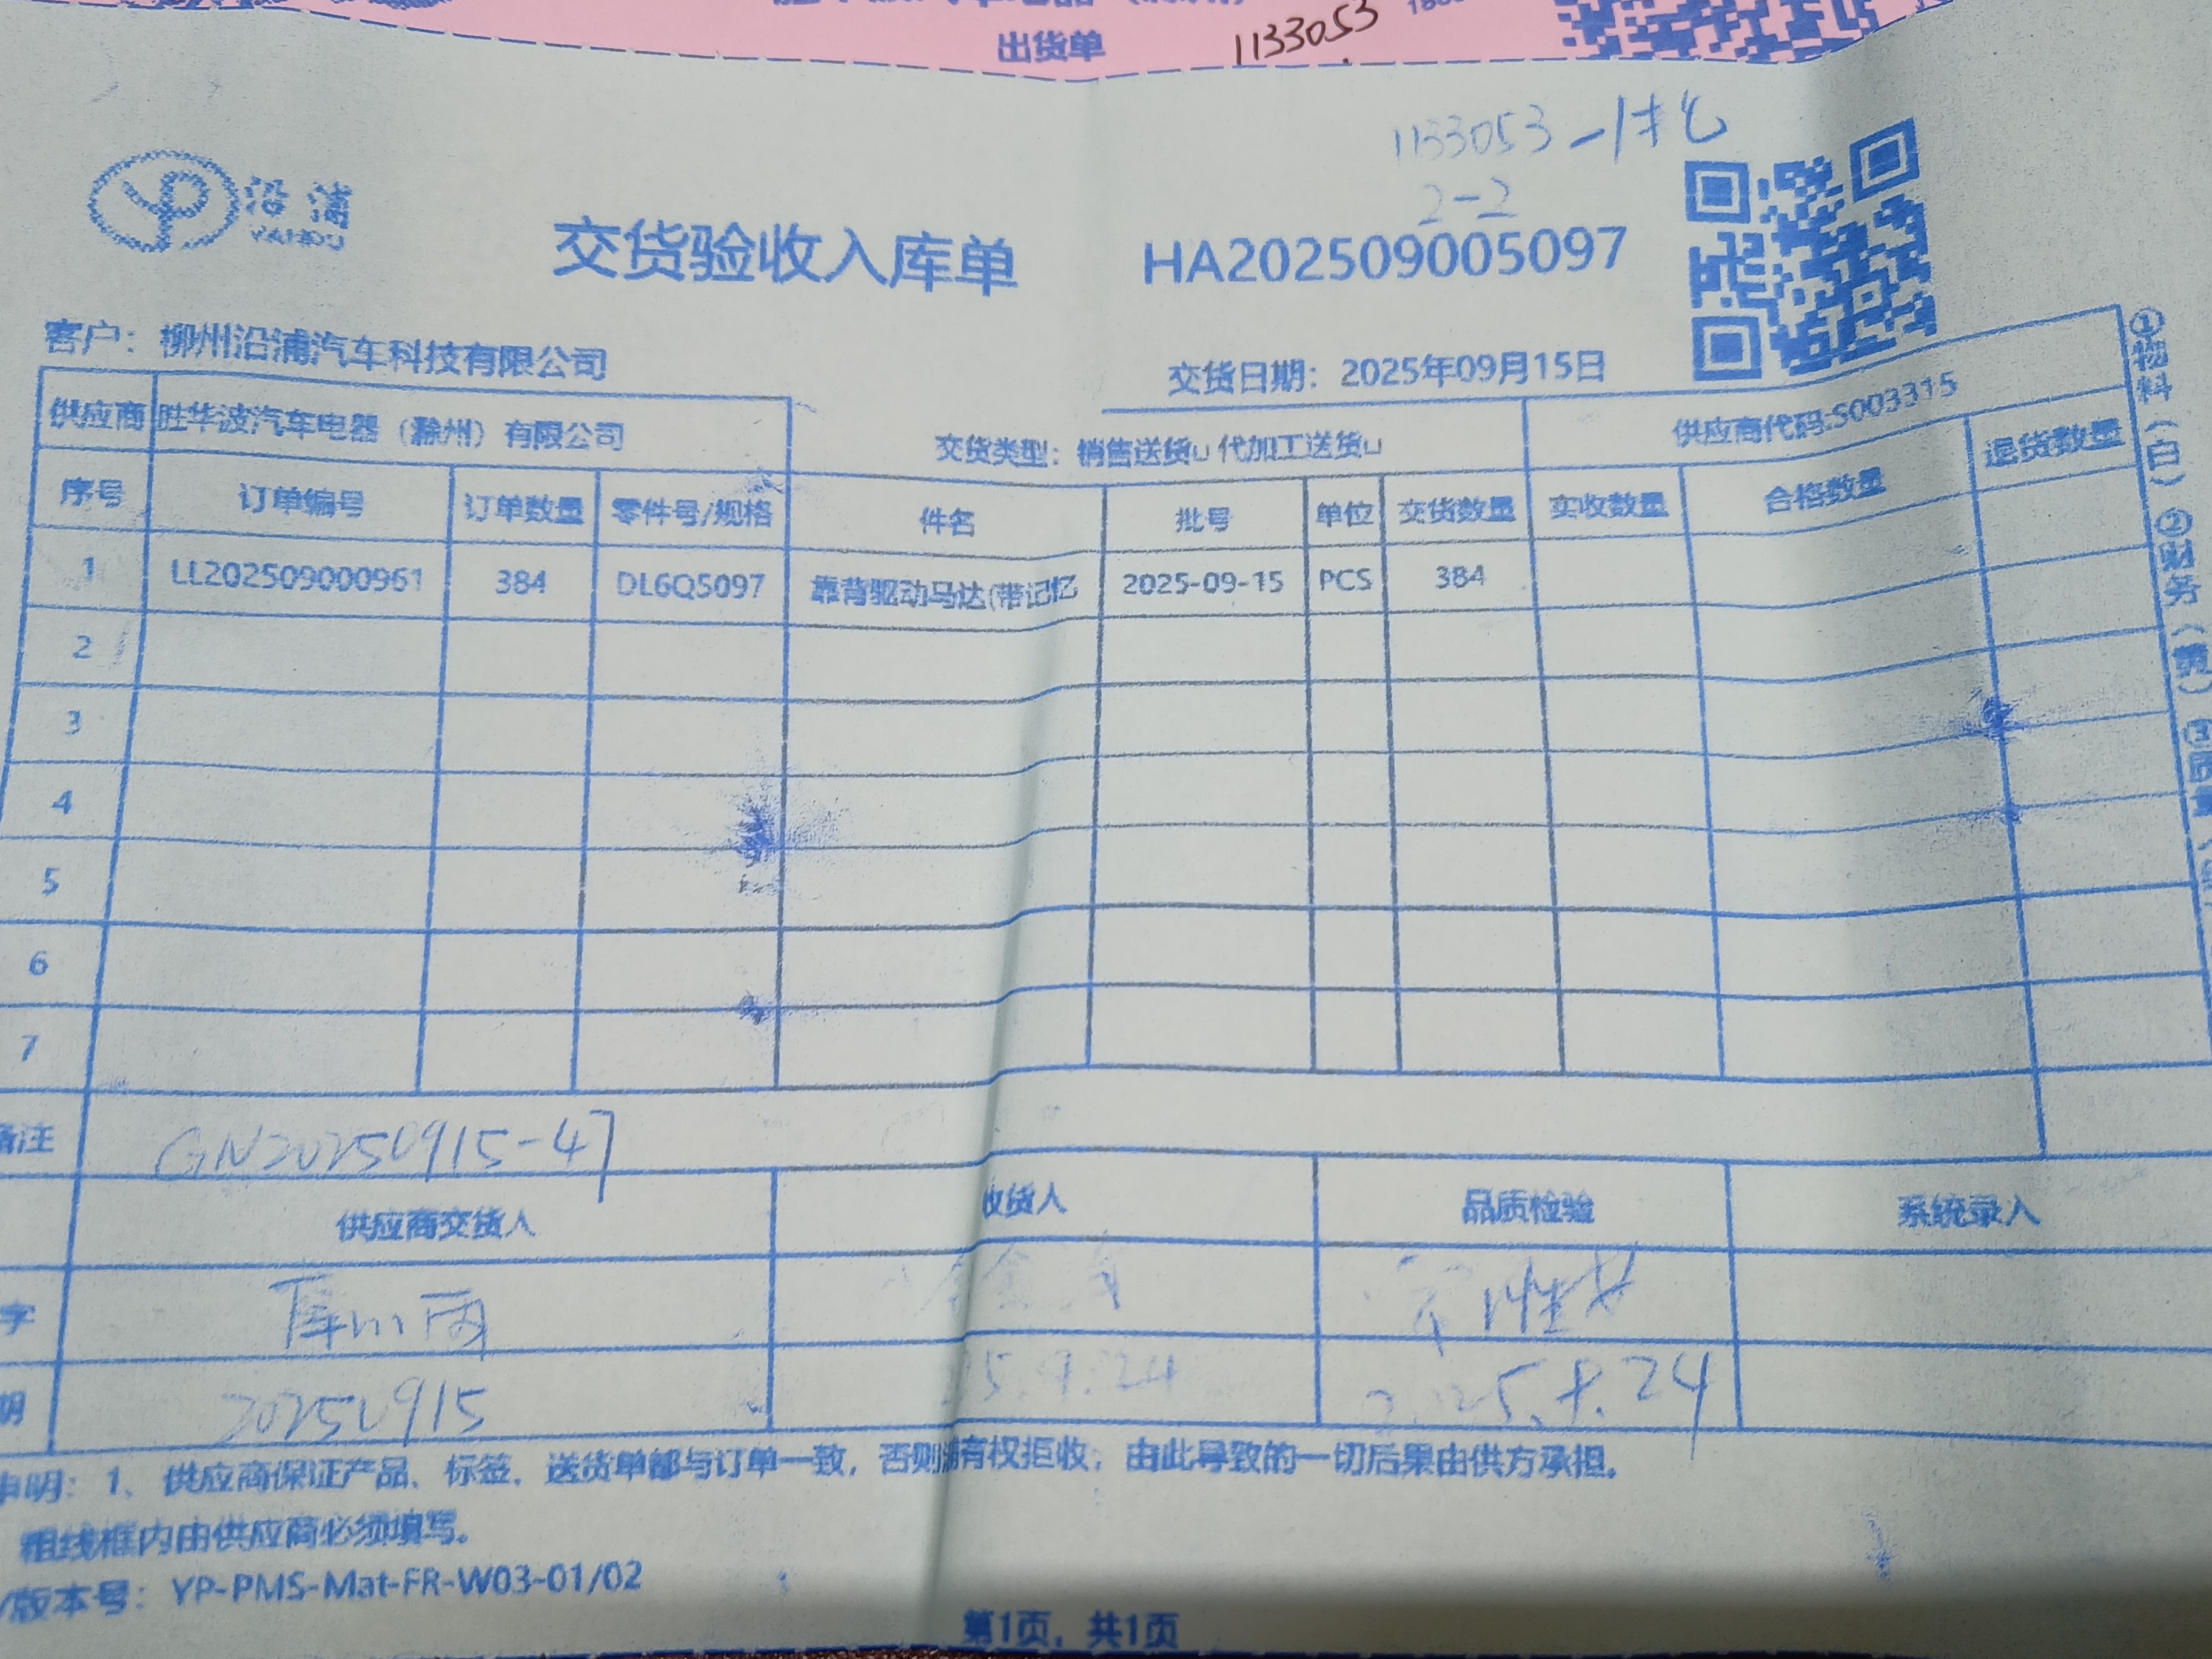 出货单
1133053
1133053-1
2-2
沿浦
YANPU
交货验收入库单
HA202509005097
客户：柳州沿浦汽车科技有限公司
交货日期：2025年09月15日
供应商 胜华波汽车电器（滁州）有限公司 交货类型：销售送货 代加工送货 供应商代码:S003315
序号 订单编号 订单数量 零件号/规格 件名 批号 单位 交货数量 实收数量 合格数量 退货数量
1 LL202509000961 384 DL6Q5097 靠背驱动马达(带记忆 2025-09-15 PCS 384
2
3
4
5
6
7
备注 GN20250915-47
供应商交货人 收货人 品质检验 系统录入
字
期 20250915 25.9.24 2025.9.24
申明：1、供应商保证产品、标签、送货单都与订单一致，否则有权拒收；由此导致的一切后果由供方承担。
粗线框内由供应商必须填写。
/版本号：YP-PMS-Mat-FR-W03-01/02
第1页，共1页
①物料（白）②财务（黄）③